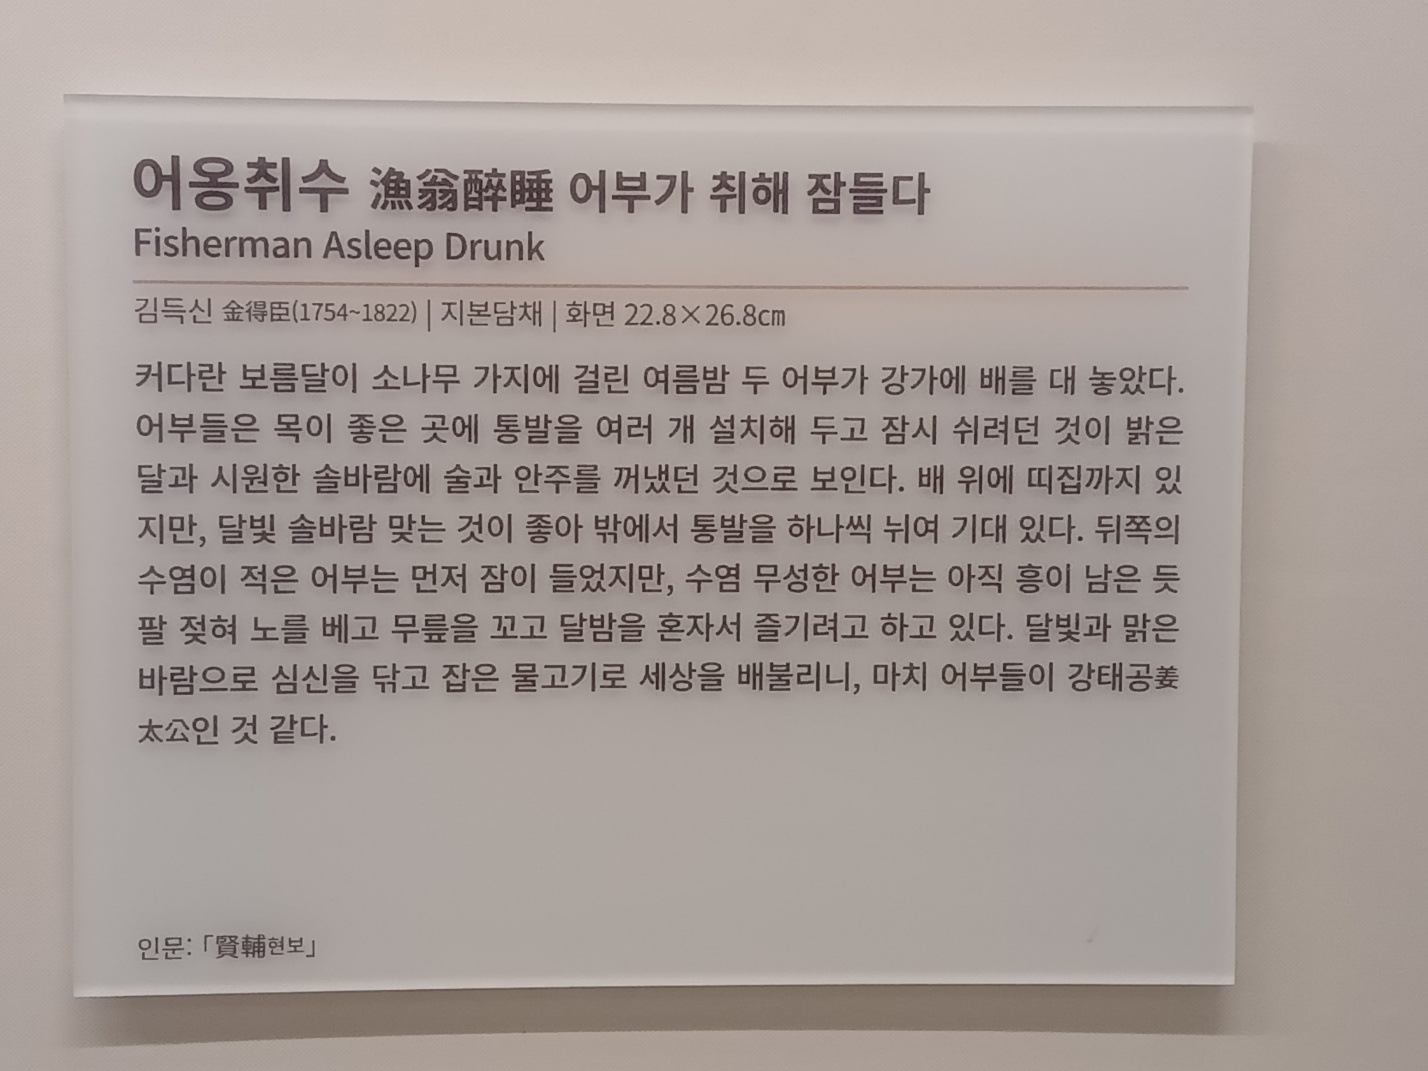 어옹취수 漁翁醉睡 어부가 취해 잠들다
Fisherman Asleep Drunk
김득신 金得臣(1754~1822) | 지본담채 | 화면 22.8×26.8㎝
커다란 보름달이 소나무 가지에 걸린 여름밤 두 어부가 강가에 배를 대 놓았다.
어부들은 목이 좋은 곳에 통발을 여러 개 설치해 두고 잠시 쉬려던 것이 밝은
달과 시원한 솔바람에 술과 안주를 꺼냈던 것으로 보인다. 배 위에 띠집까지 있
지만, 달빛 솔바람 맞는 것이 좋아 밖에서 통발을 하나씩 뉘여 기대 있다. 뒤쪽의
수염이 적은 어부는 먼저 잠이 들었지만, 수염 무성한 어부는 아직 흥이 남은 듯
팔 젖혀 노를 베고 무릎을 꼬고 달밤을 혼자서 즐기려고 하고 있다. 달빛과 맑은
바람으로 심신을 닦고 잡은 물고기로 세상을 배불리니, 마치 어부들이 강태공姜
太公인 것 같다.
인문: ｢賢輔현보｣